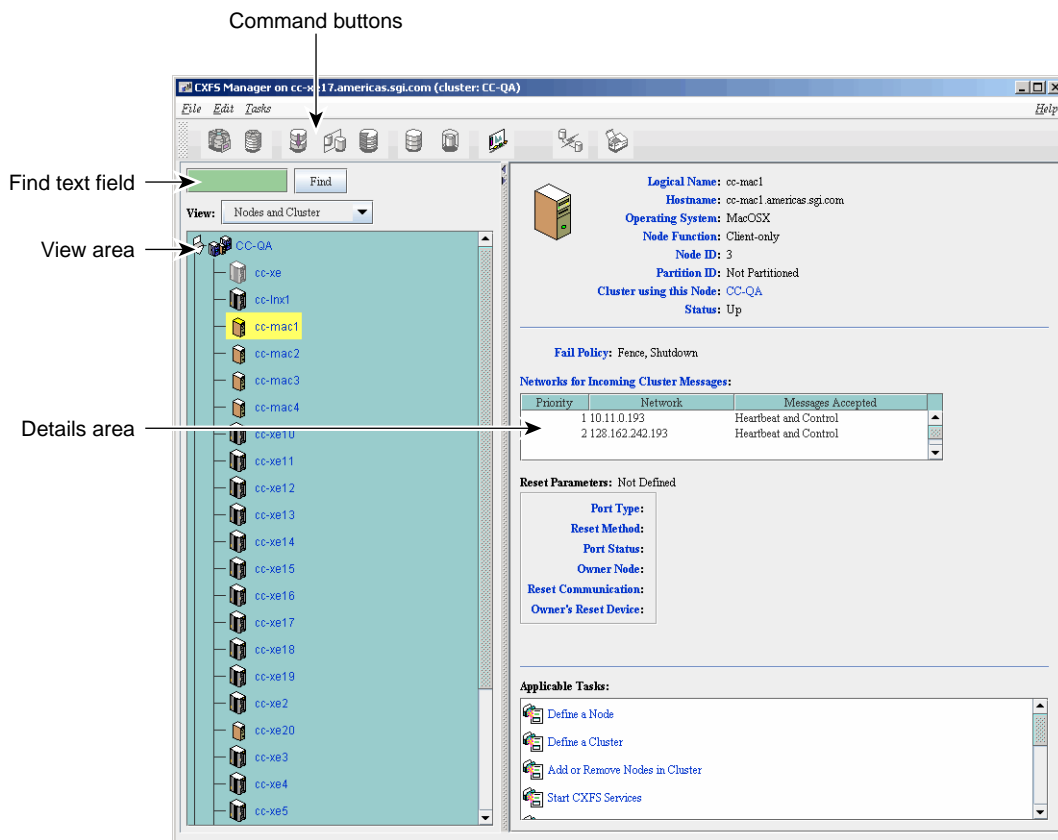 Command buttons
CXFS Manager on cc-xe17.americas.sgi.com (cluster: CC-QA)
File Edit Tasks Help
Find text field
Find
View: Nodes and Cluster
View area
CC-QA
cc-xe
cc-lnx1
cc-mac1
cc-mac2
cc-mac3
cc-mac4
Details area
cc-xe10
cc-xe11
cc-xe12
cc-xe13
cc-xe14
cc-xe15
cc-xe16
cc-xe17
cc-xe18
cc-xe19
cc-xe2
cc-xe20
cc-xe3
cc-xe4
cc-xe5
Logical Name: cc-mac1
Hostname: cc-mac1.americas.sgi.com
Operating System: MacOSX
Node Function: Client-only
Node ID: 3
Partition ID: Not Partitioned
Cluster using this Node: CC-QA
Status: Up
Fail Policy: Fence, Shutdown
Networks for Incoming Cluster Messages:
Priority Network Messages Accepted
1 10.11.0.193 Heartbeat and Control
2 128.162.242.193 Heartbeat and Control
Reset Parameters: Not Defined
Port Type:
Reset Method:
Port Status:
Owner Node:
Reset Communication:
Owner's Reset Device:
Applicable Tasks:
Define a Node
Define a Cluster
Add or Remove Nodes in Cluster
Start CXFS Services